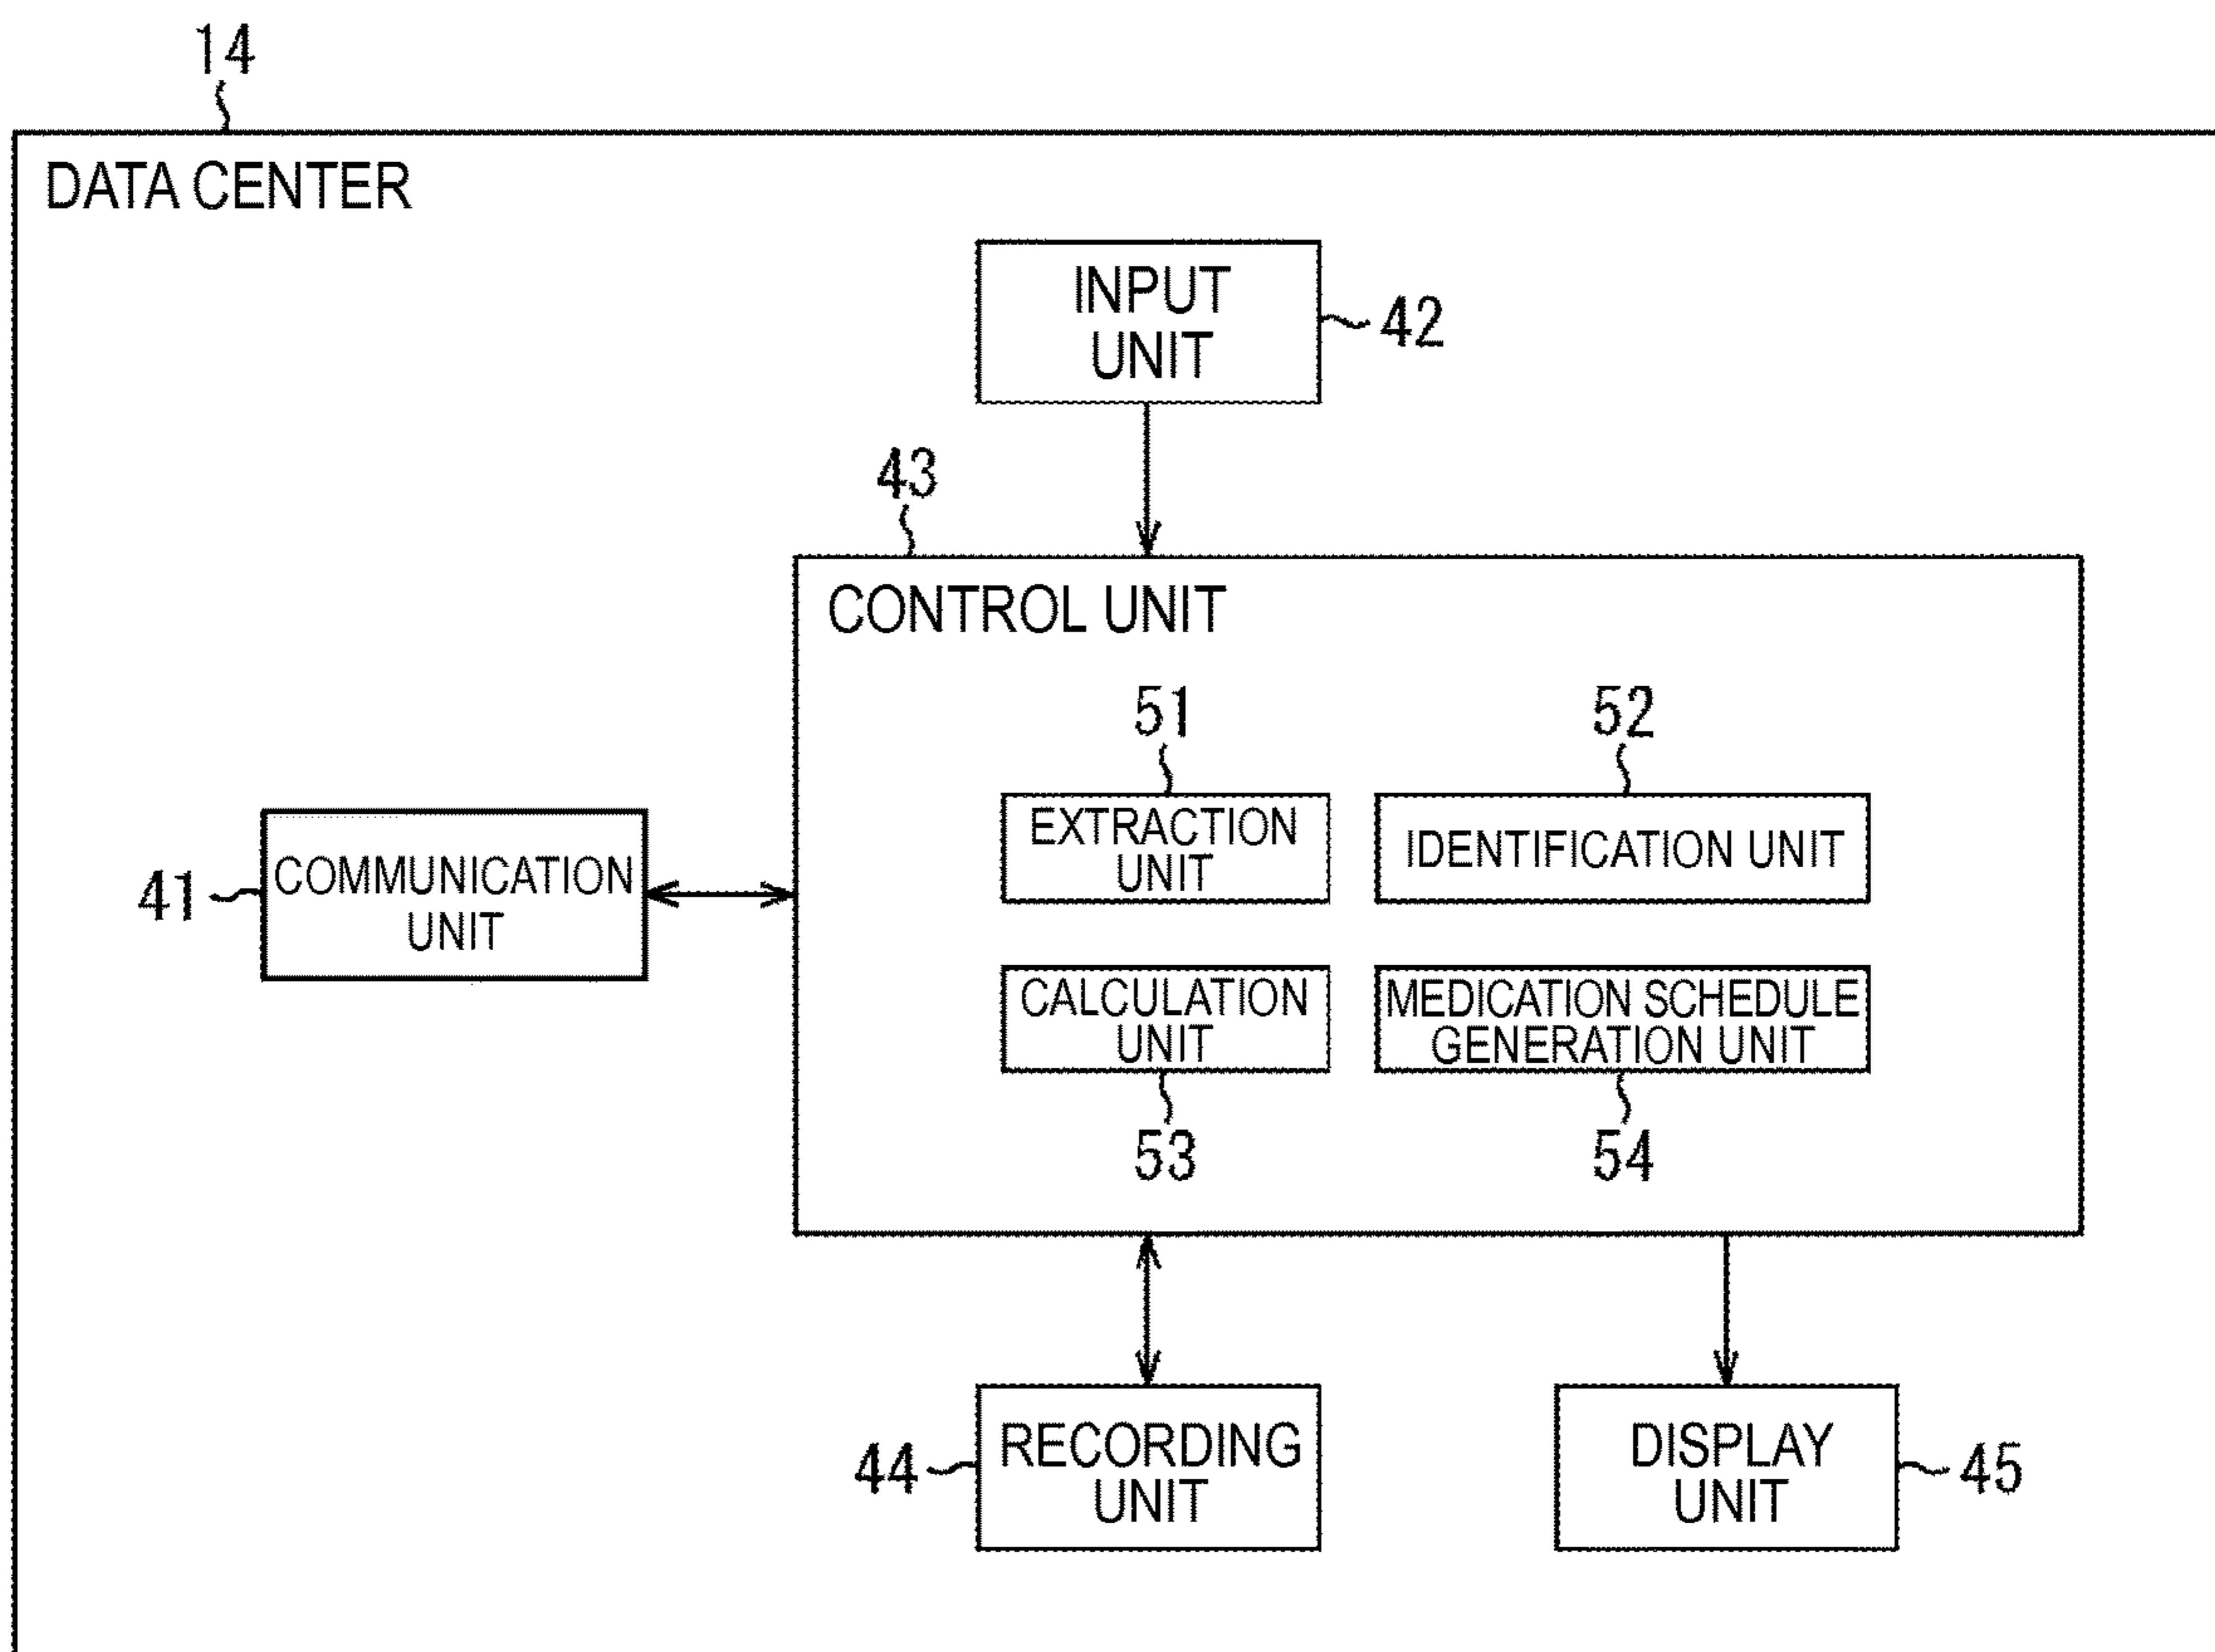 14
DATA CENTER
INPUT
UNIT
42
43
CONTROL UNIT
51
52
EXTRACTION
UNIT
IDENTIFICATION UNIT
41
COMMUNICATION
UNIT
CALCULATION
UNIT
MEDICATION SCHEDULE
GENERATION UNIT
53
54
44
RECORDING
UNIT
DISPLAY
UNIT
45